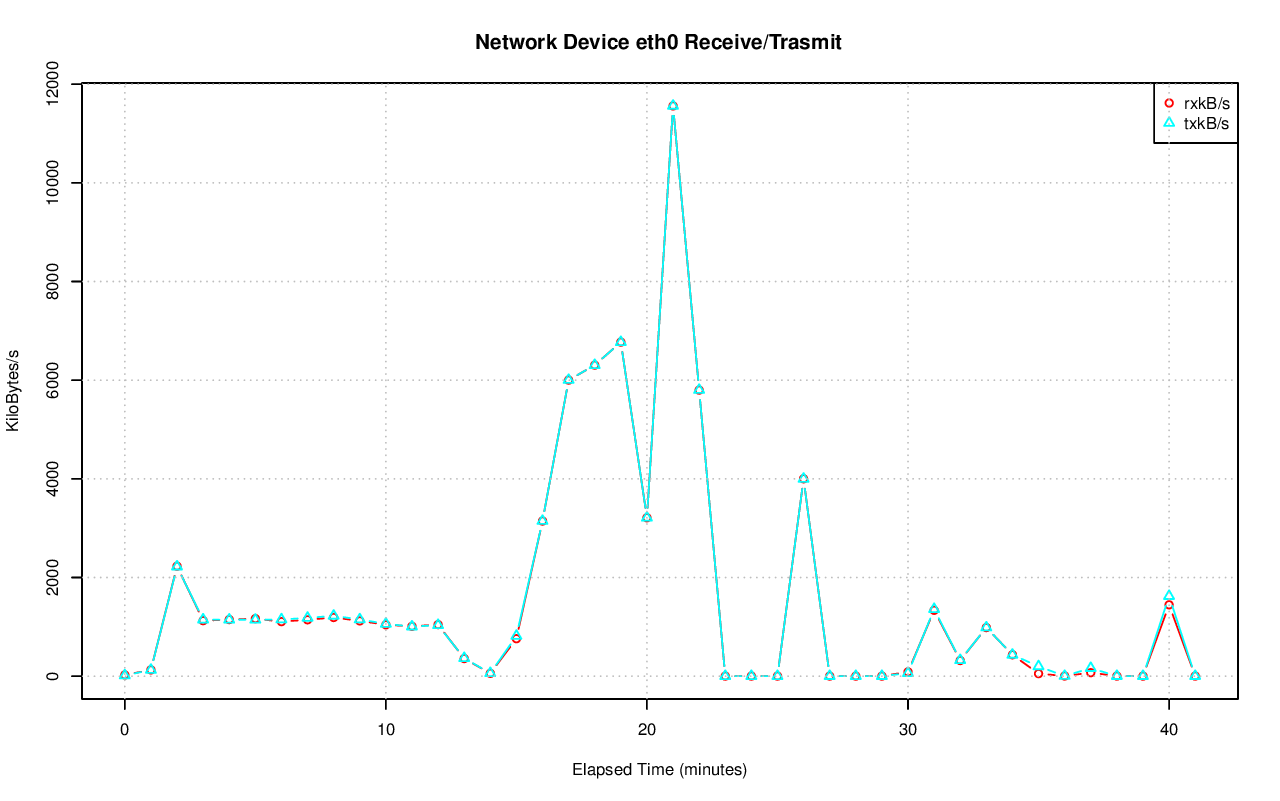 Network Device eth0 Receive/Trasmit
rxkB/s
txkB/s
12000
10000
8000
6000
4000
2000
0
KiloBytes/s
0 10 20 30 40
Elapsed Time (minutes)